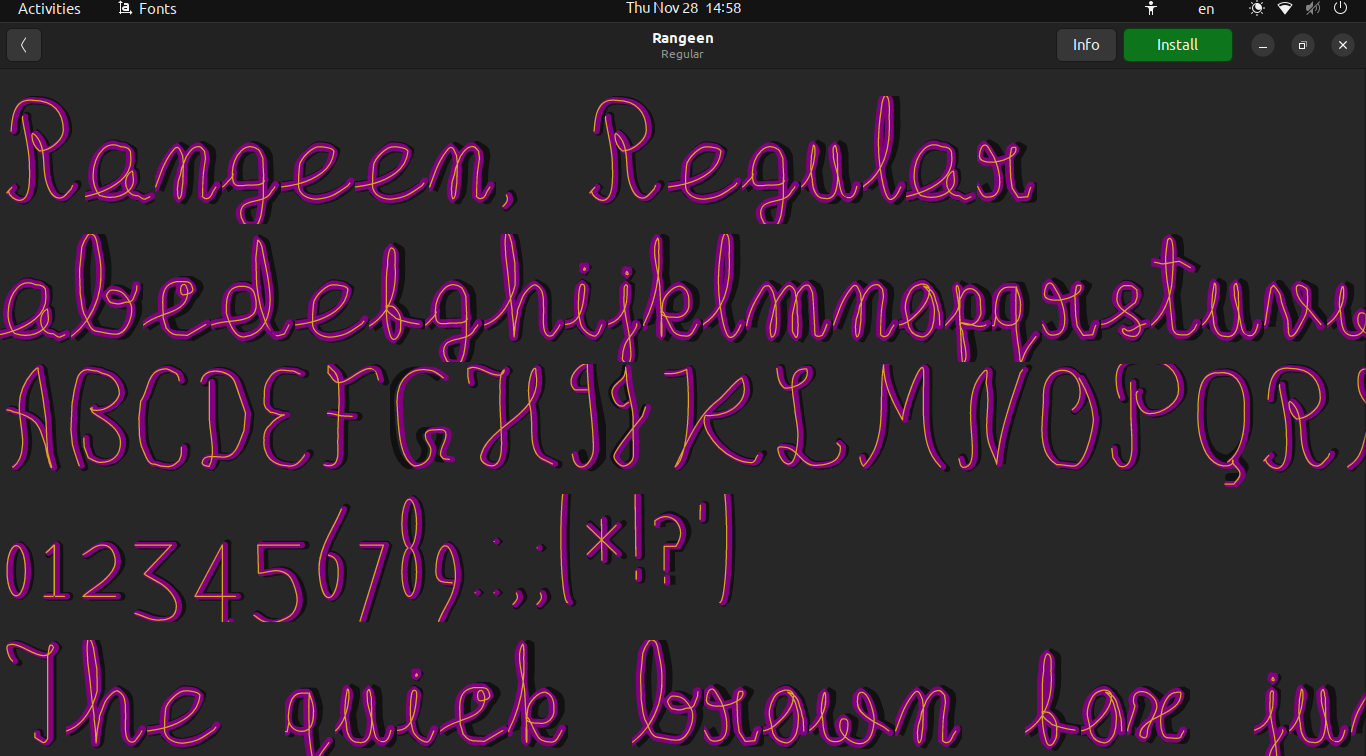 Activities Fonts Thu Nov 28 14:58 en
Rangeen
Regular
Info Install
Rangeen, Regular
abcdefghijklmnopqrstuvw
ABCDEFGHIJKLMNOPQR
0123456789.:,;(*!?')
The quick brown fox ju